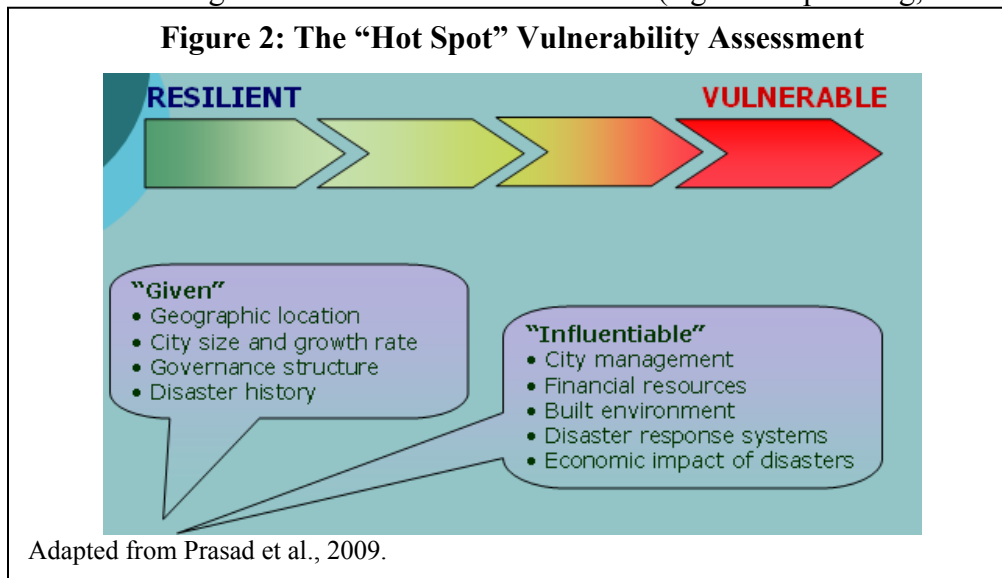 Figure 2: The “Hot Spot” Vulnerability Assessment
RESILIENT
VULNERABLE
“Given”
• Geographic location
• City size and growth rate
• Governance structure
• Disaster history
“Influentiable”
• City management
• Financial resources
• Built environment
• Disaster response systems
• Economic impact of disasters
Adapted from Prasad et al., 2009.